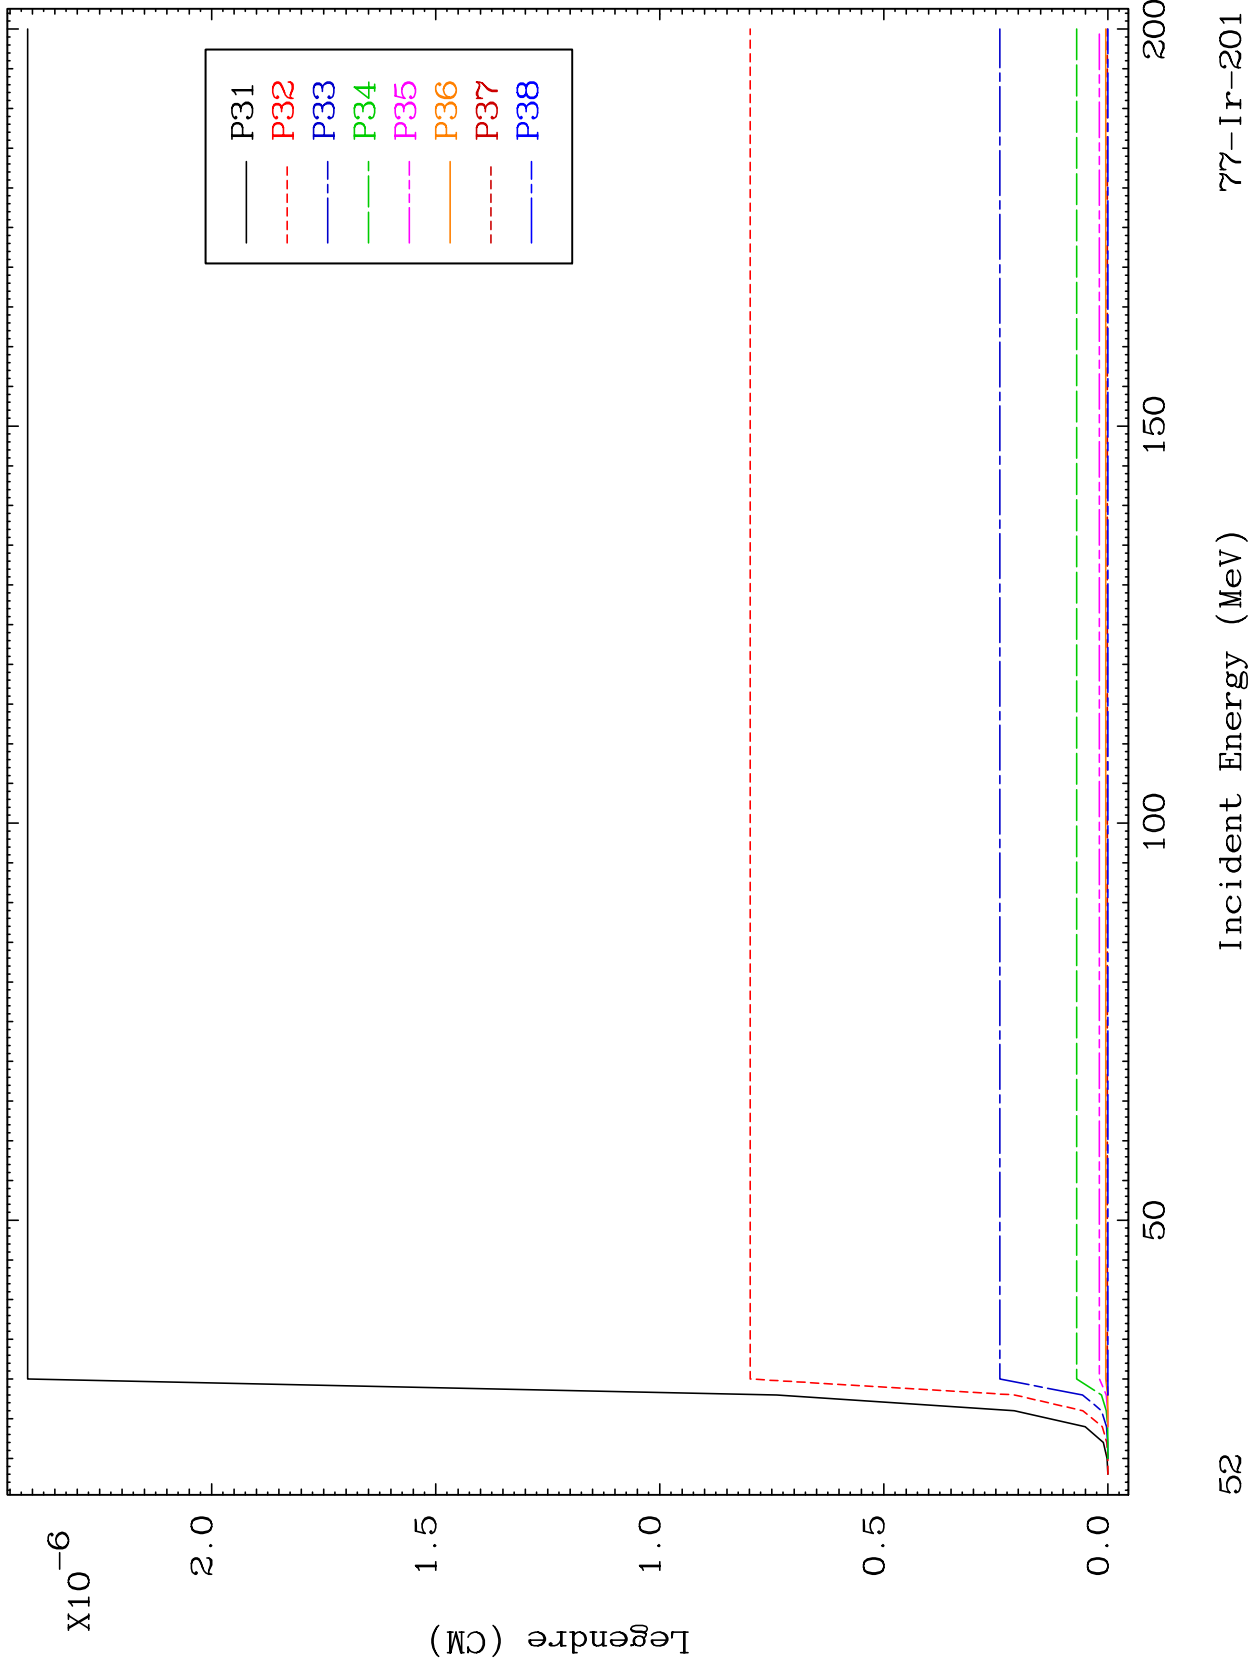 X10-6
2.0
1.5
1.0
0.5
0.0
Legendre (CM)
P31
P32
P33
P34
P35
P36
P37
P38
50
100
150
200
Incident Energy (MeV)
52
77-Ir-201